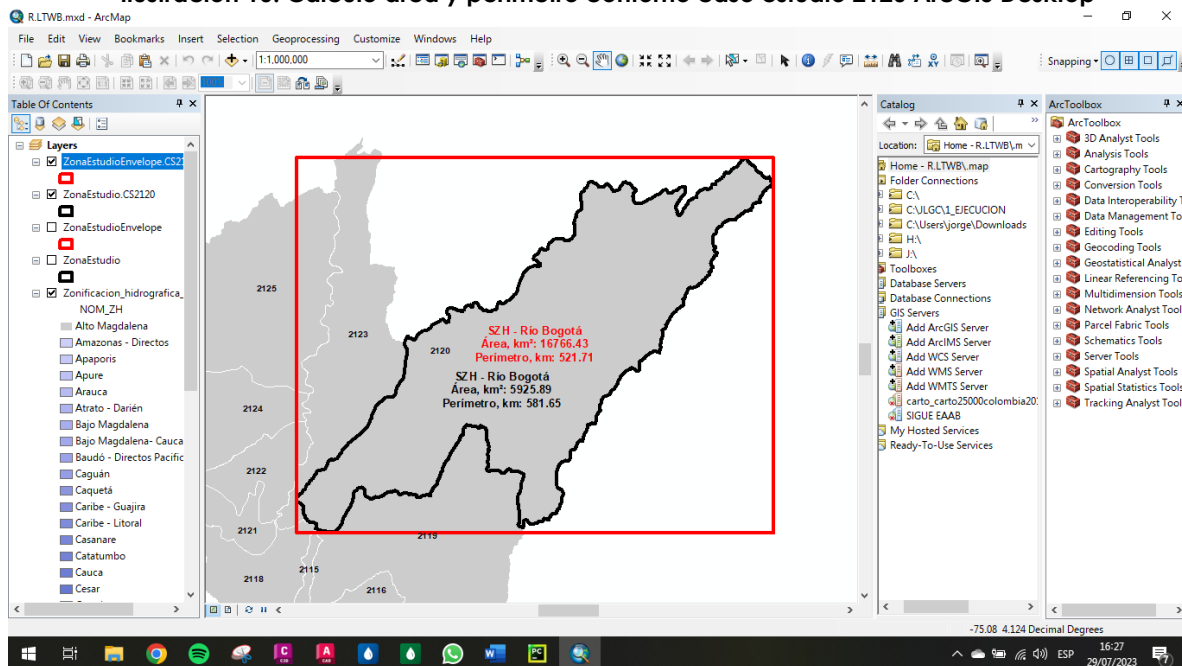 R.LTWB.mxd - ArcMap
File Edit View Bookmarks Insert Selection Geoprocessing Customize Windows Help
1:1.000.000
Snapping
Table Of Contents
Layers
ZonaEstudioEnvelope.CS21
ZonaEstudio.CS2120
ZonaEstudioEnvelope
ZonaEstudio
Zonificacion_hidrografica_
NOM_ZH
Alto Magdalena
Amazonas - Directos
Apaporis
Apure
Arauca
Atrato - Darién
Bajo Magdalena
Bajo Magdalena- Cauca
Baudó - Directos Pacific
Caguán
Caquetá
Caribe - Guajira
Caribe - Litoral
Casanare
Catatumbo
Cauca
Cesar
2125
2123
2120
SZH - Río Bogotá
Área, km²: 16766.43
Perimetro, km: 521.71
SZH - Río Bogotá
Área, km²: 5925.89
Perimetro, km: 581.65
2124
2122
2121
2119
2118
2115
2116
Catalog
Location: Home - R.LTWB\.m
Home - R.LTWB\.map
Folder Connections
C:\
C:\JLGC\1_EJECUCION
C:\Users\jorge\Downloads
H:\
J:\
Toolboxes
Database Servers
Database Connections
GIS Servers
Add ArcGIS Server
Add ArcIMS Server
Add WCS Server
Add WMS Server
Add WMTS Server
carto_carto25000colombia201
SIGUE EAAB
My Hosted Services
Ready-To-Use Services
ArcToolbox
ArcToolbox
3D Analyst Tools
Analysis Tools
Cartography Tools
Conversion Tools
Data Interoperability T
Data Management To
Editing Tools
Geocoding Tools
Geostatistical Analyst
Linear Referencing To
Multidimension Tools
Network Analyst Tool
Parcel Fabric Tools
Schematics Tools
Server Tools
Spatial Analyst Tools
Spatial Statistics Tools
Tracking Analyst Tool
-75.08 4.124 Decimal Degrees
ESP
16:27
29/07/2023